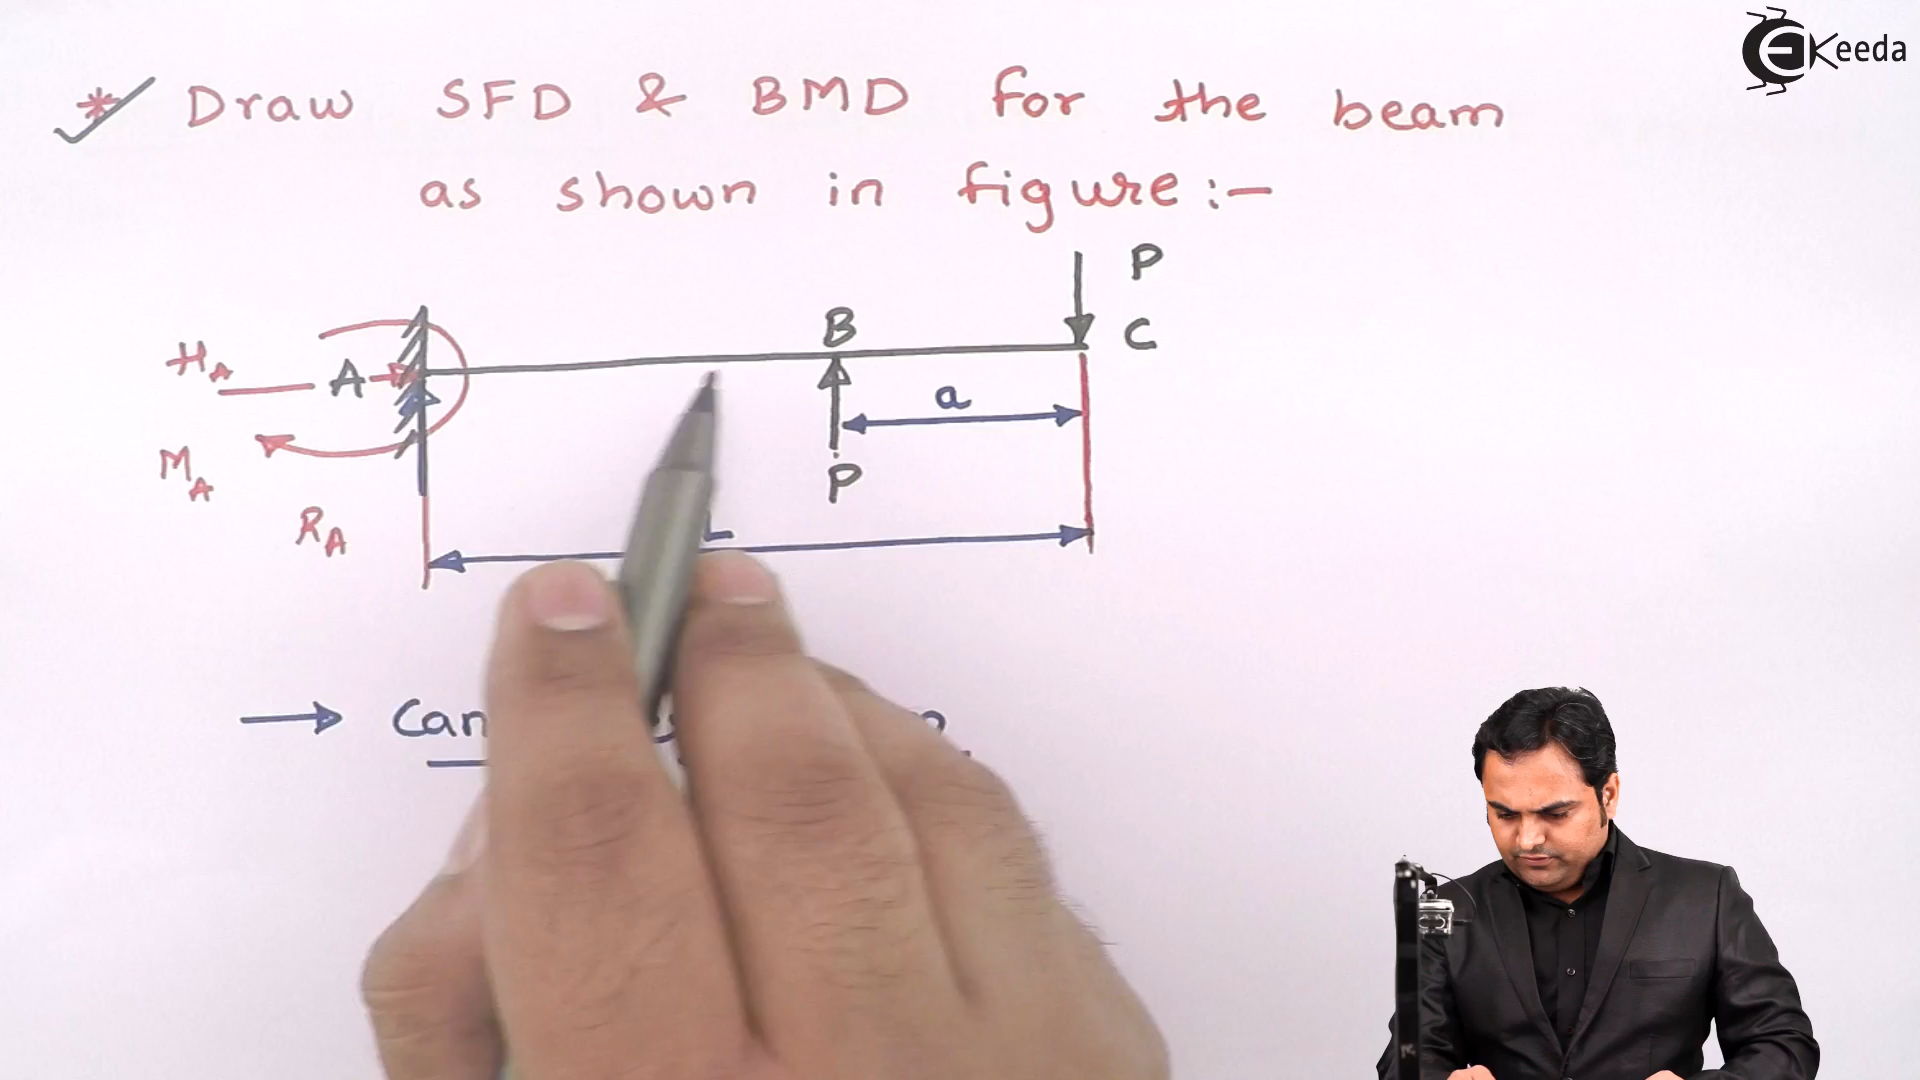 Keeda
* Draw SFD & BMD for the beam
as shown in figure:-
P
B
C
HA
A
a
MA
P
RA
L
→ Can